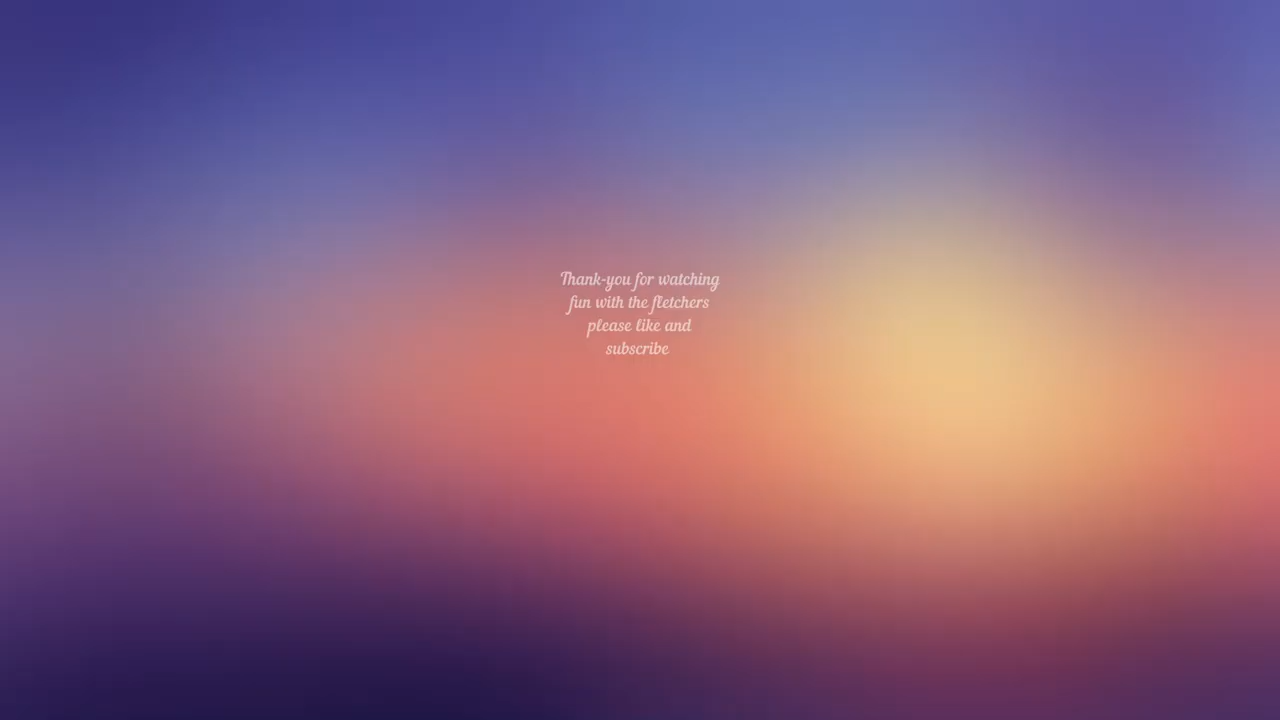 Thank-you for watching
fun with the fletchers
please like and
subscribe